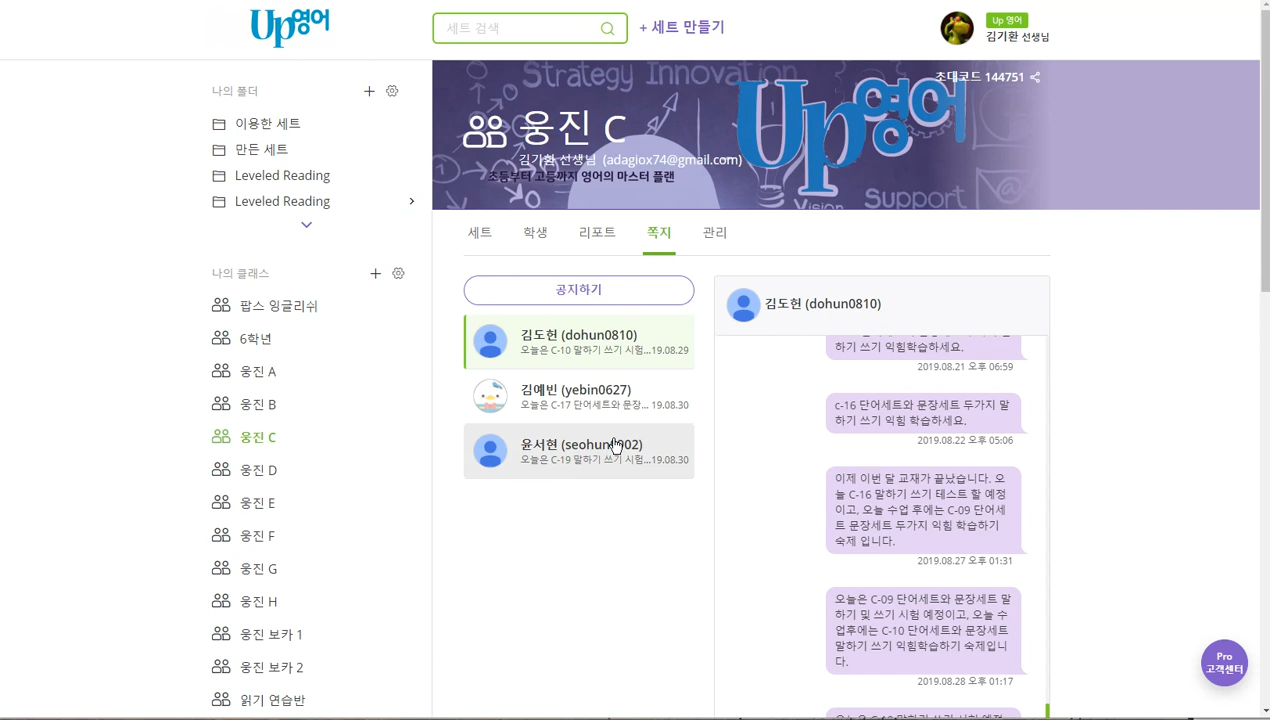 Up영어
세트 검색
+ 세트 만들기
Up 영어
김기환 선생님
나의 폴더
이용한 세트
만든 세트
Leveled Reading
Leveled Reading
나의 클래스
팝스 잉글리쉬
6학년
웅진 A
웅진 B
웅진 C
웅진 D
웅진 E
웅진 F
웅진 G
웅진 H
웅진 보카 1
웅진 보카 2
읽기 연습반
Strategy Innovation
초대코드 144751
웅진 C
Up영어
김기환 선생님 (adagiox74@gmail.com)
초등부터 고등까지 영어의 마스터 플랜
Vision
Support
세트
학생
리포트
쪽지
관리
공지하기
김도헌 (dohun0810)
오늘은 C-10 말하기 쓰기 시험...19.08.29
김예빈 (yebin0627)
오늘은 C-17 단어세트와 문장... 19.08.30
윤서현
오늘은 C-19 말하기 쓰기 시험...19.08.30
김도헌 (dohun0810)
하기 쓰기 익힘학습하세요.
2019.08.21 오후 06:59
c-16 단어세트와 문장세트 두가지 말
하기 쓰기 익힘 학습하세요.
2019.08.22 오후 05:06
이제 이번 달 교재가 끝났습니다. 오
늘 C-16 말하기 쓰기 테스트 할 예정
이고, 오늘 수업 후에는 C-09 단어세
트 문장세트 두가지 익힘 학습하기
숙제 입니다.
2019.08.27 오후 01:31
오늘은 C-09 단어세트와 문장세트 말
하기 및 쓰기 시험 예정이고, 오늘 수
업후에는 C-10 단어세트와 문장세트
말하기 쓰기 익힘학습하기 숙제입니
다.
2019.08.28 오후 01:17
Pro
고객센터